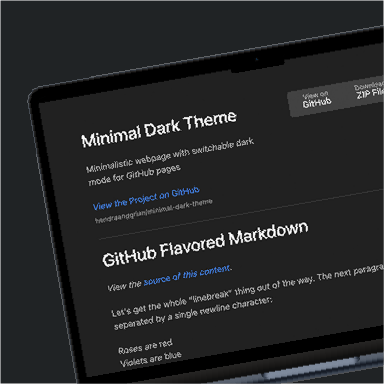 View on
GitHub
Download
ZIP File
Minimal Dark Theme
Minimalistic webpage with switchable dark
mode for GitHub pages
View the Project on GitHub
hendraanggrian/minimal-dark-theme
GitHub Flavored Markdown
View the source of this content.
Let's get the whole "linebreak" thing out of the way. The next paragra
separated by a single newline character:
Roses are red
Violets are blue